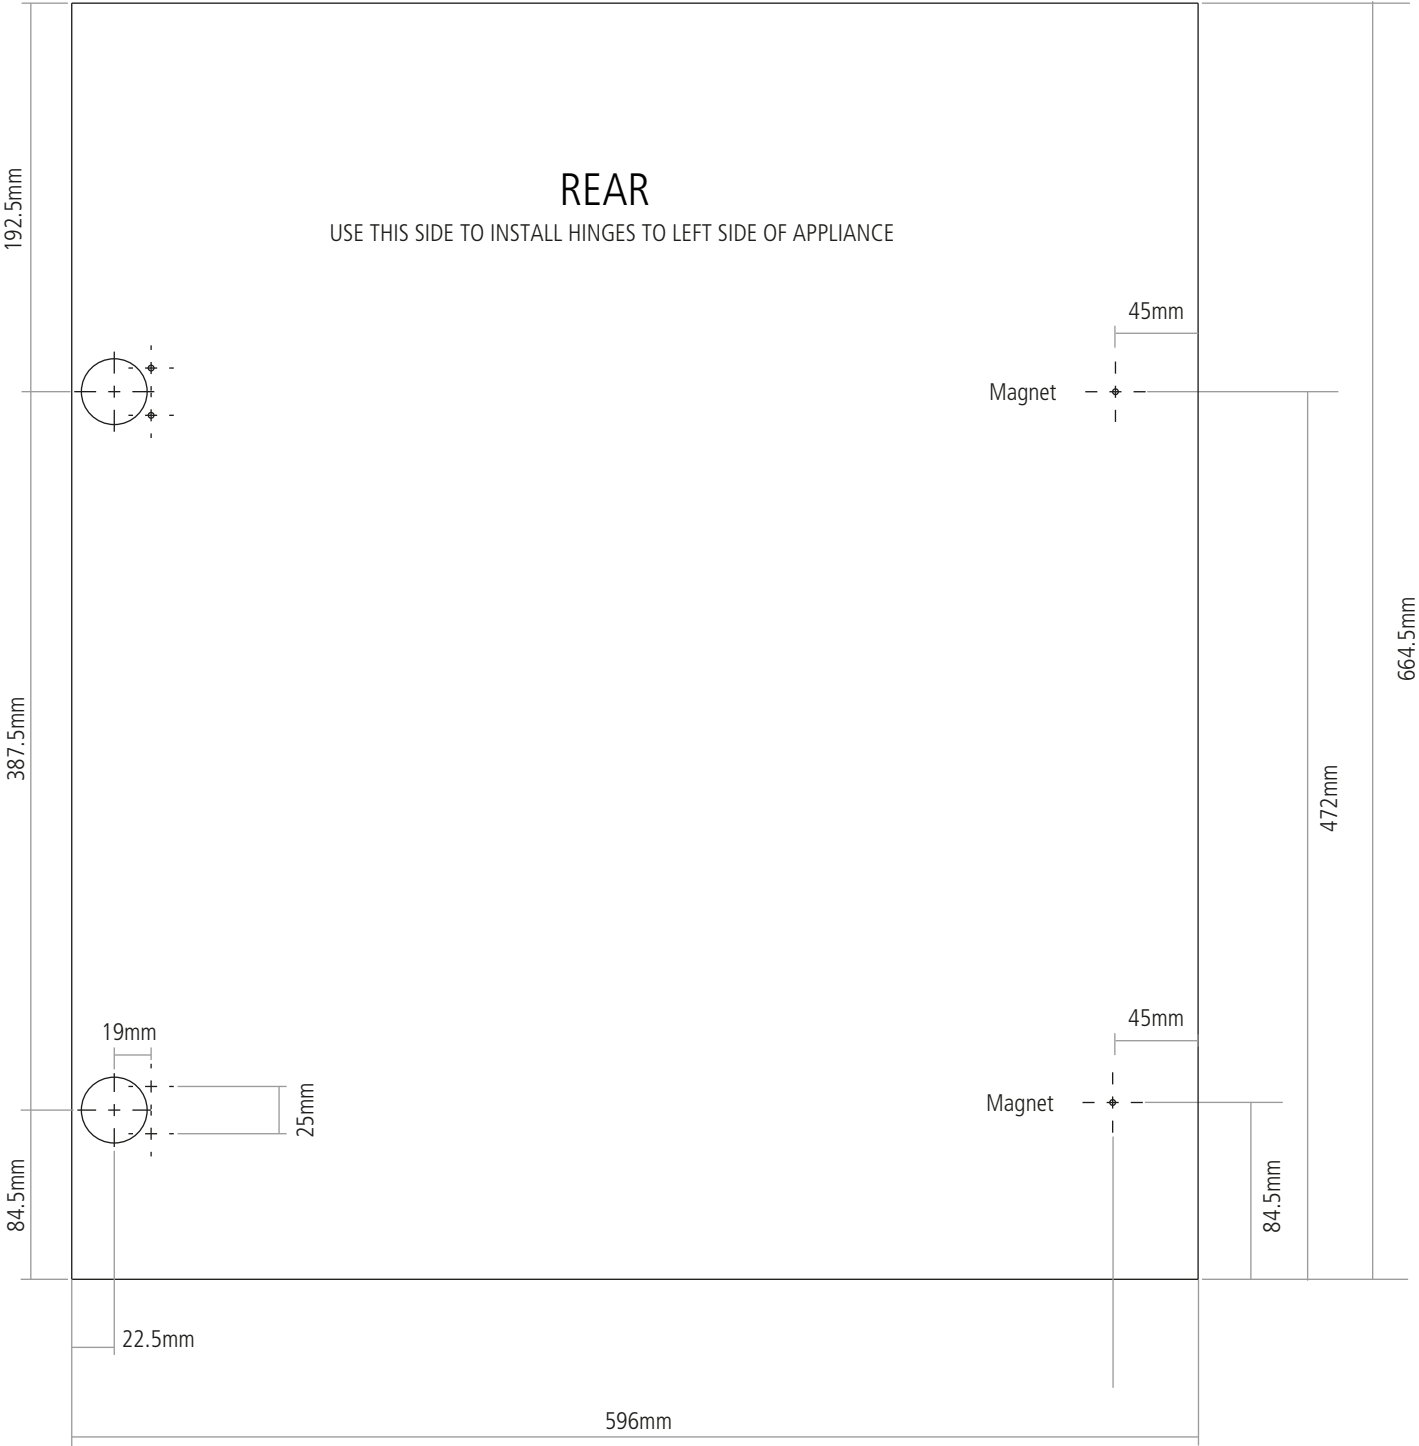 REAR
USE THIS SIDE TO INSTALL HINGES TO LEFT SIDE OF APPLIANCE
192.5mm
45mm
Magnet
664.5mm
387.5mm
472mm
19mm
45mm
25mm
Magnet
84.5mm
84.5mm
22.5mm
596mm